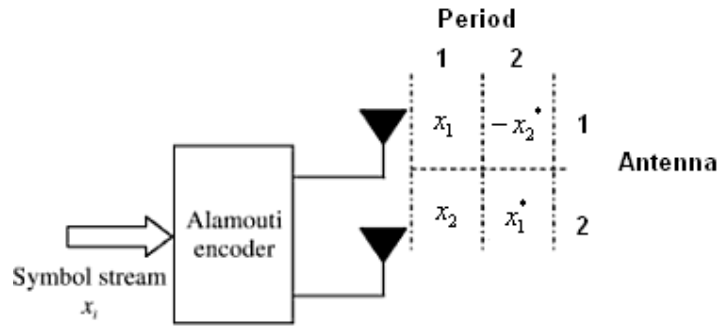 Period
1 2
x₁ −x₂* 1
Antenna
x₂ x₁* 2
Alamouti
encoder
Symbol stream
xᵢ